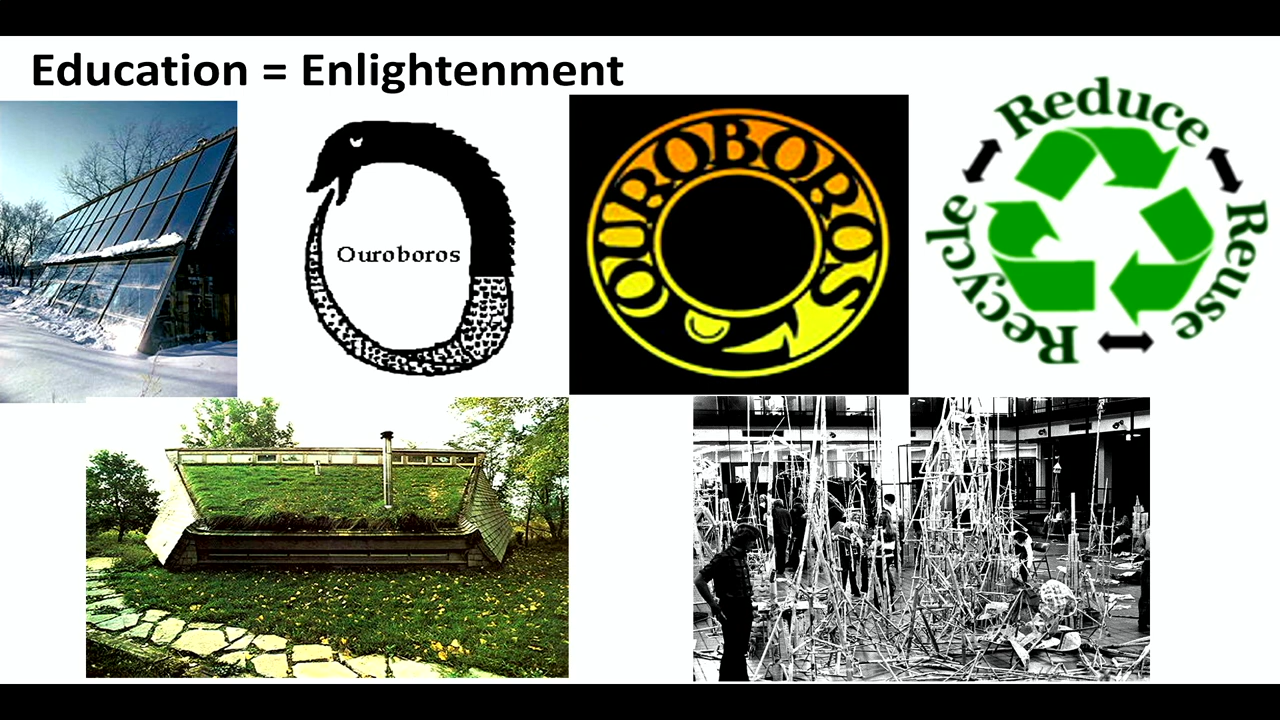 Education = Enlightenment
Ouroboros
OUROBOROS
Reduce
Reuse
Recycle